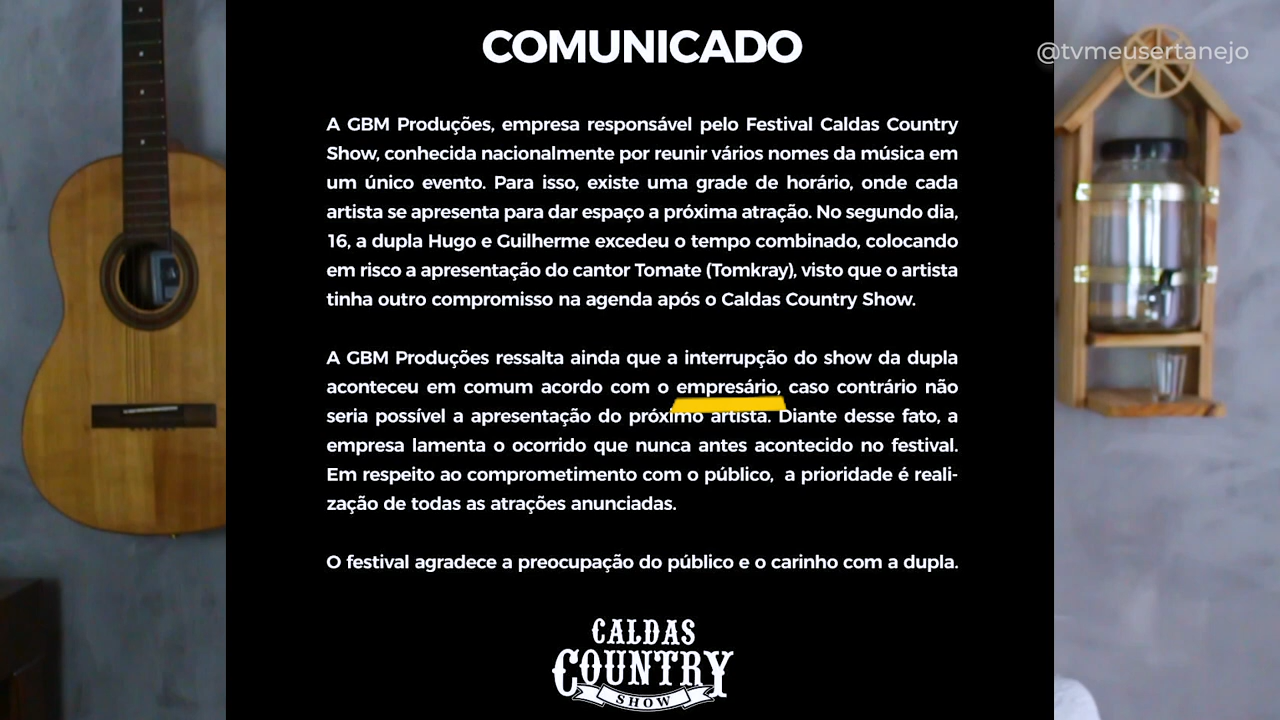 COMUNICADO
@tvmeusertanejo
A GBM Produções, empresa responsável pelo Festival Caldas Country
Show, conhecida nacionalmente por reunir vários nomes da música em
um único evento. Para isso, existe uma grade de horário, onde cada
artista se apresenta para dar espaço a próxima atração. No segundo dia,
16, a dupla Hugo e Guilherme excedeu o tempo combinado, colocando
em risco a apresentação do cantor Tomate (Tomkray), visto que o artista
tinha outro compromisso na agenda após o Caldas Country Show.
A GBM Produções ressalta ainda que a interrupção do show da dupla
aconteceu em comum acordo com o empresário, caso contrário não
seria possível a apresentação do próximo artista. Diante desse fato, a
empresa lamenta o ocorrido que nunca antes acontecido no festival.
Em respeito ao comprometimento com o público, a prioridade é reali-
zação de todas as atrações anunciadas.
O festival agradece a preocupação do público e o carinho com a dupla.
CALDAS
COUNTRY
SHOW